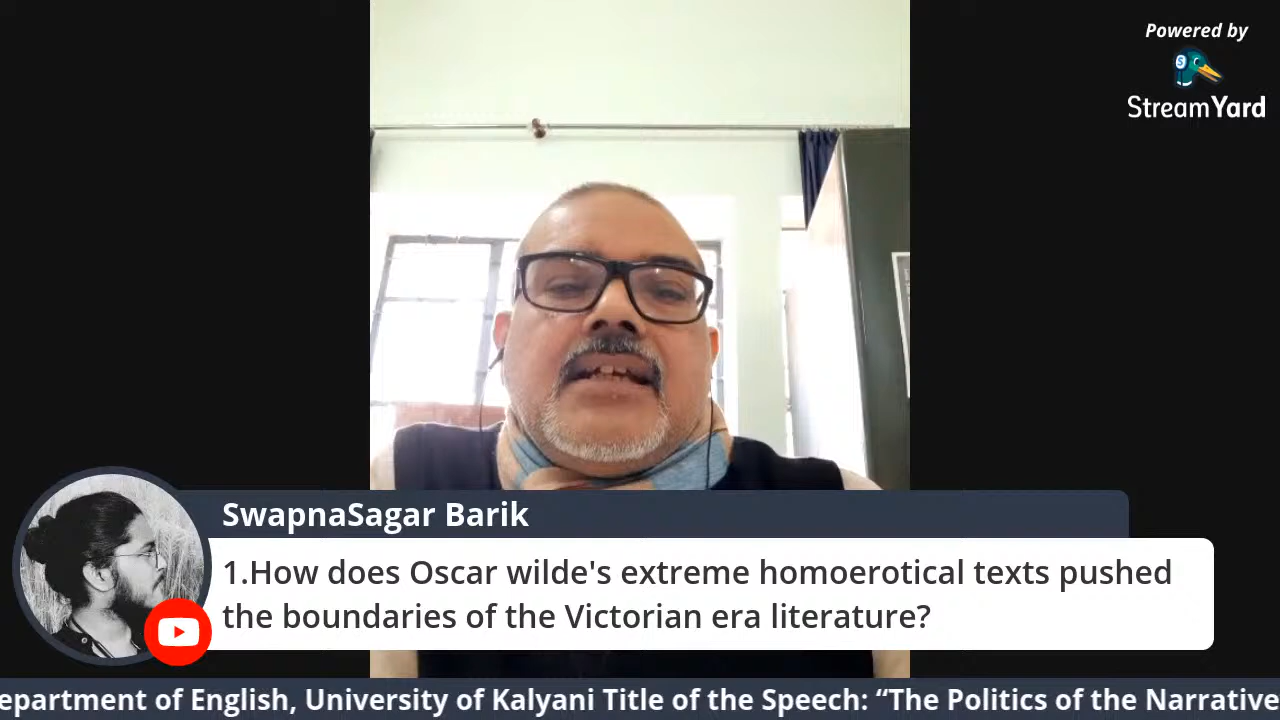 Powered by
StreamYard
SwapnaSagar Barik
1.How does Oscar wilde's extreme homoerotical texts pushed
the boundaries of the Victorian era literature?
epartment of English, University of Kalyani Title of the Speech: “The Politics of the Narrative